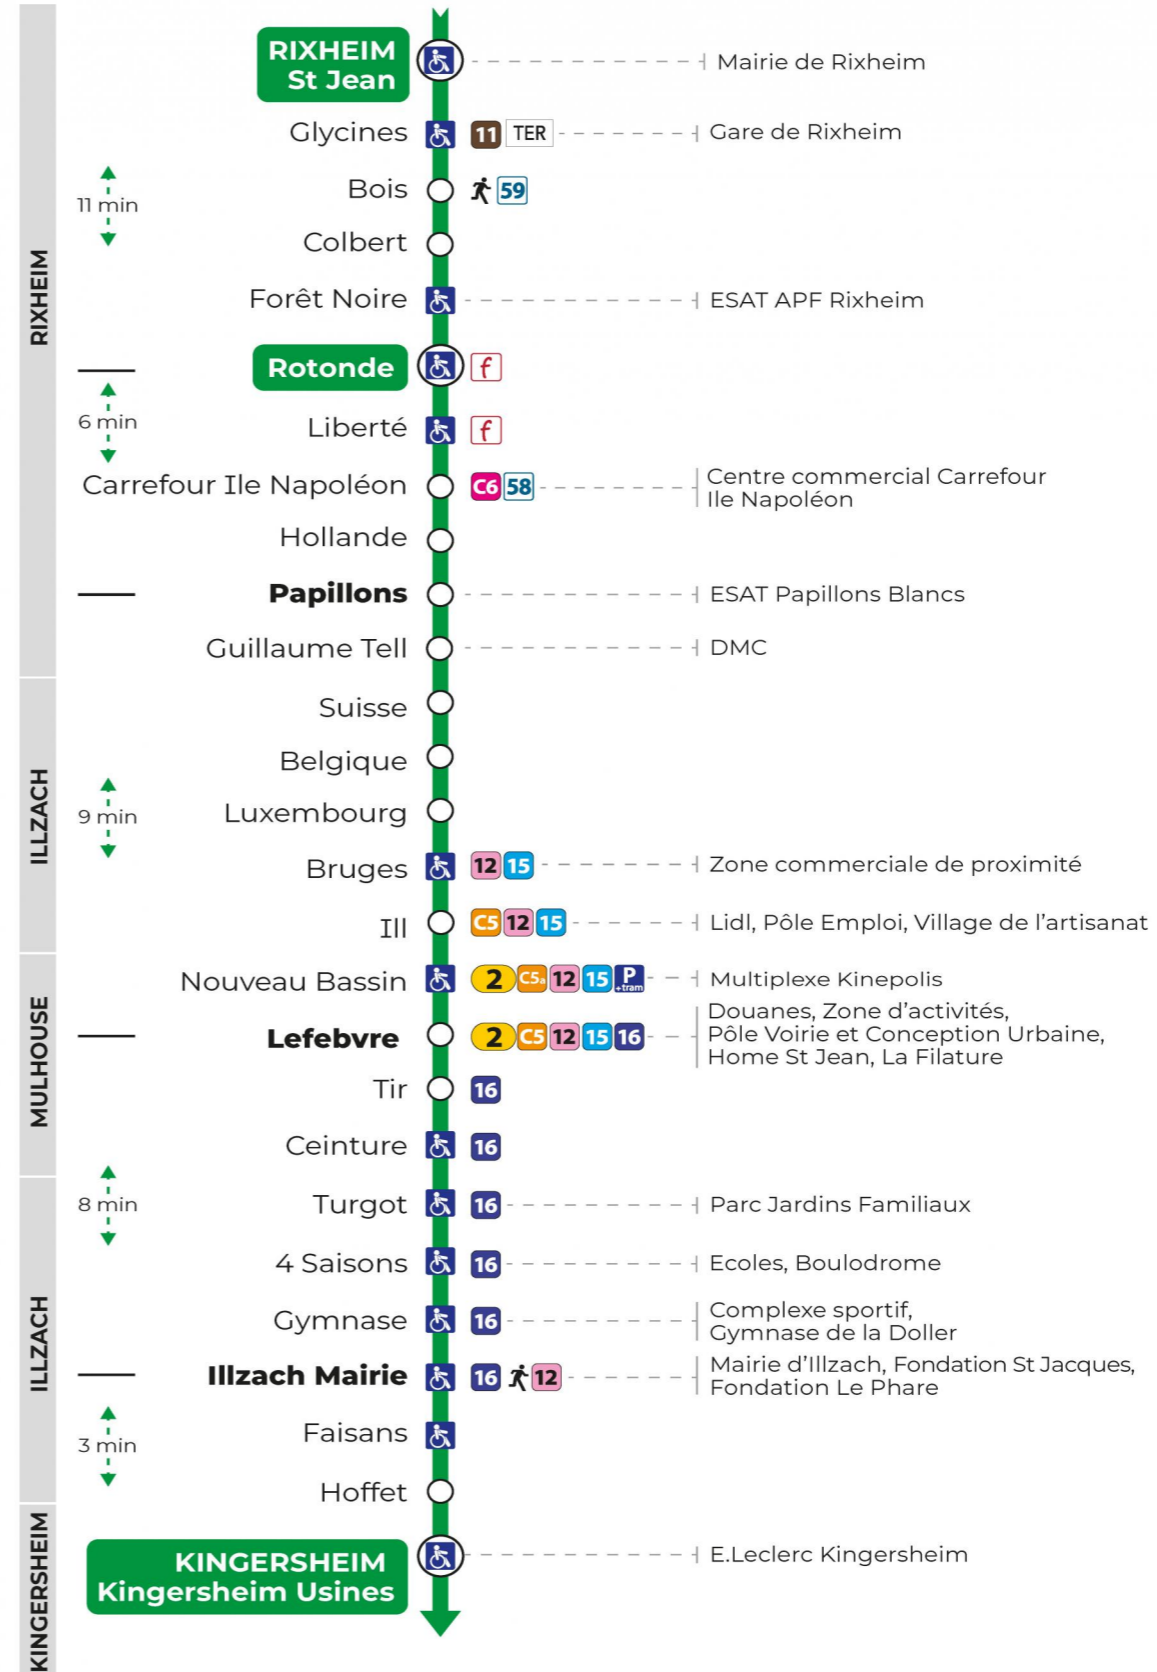 RIXHEIM
St Jean
Mairie de Rixheim
Glycines 11 TER Gare de Rixheim
11 min
Bois 59
Colbert
RIXHEIM
Forêt Noire ESAT APF Rixheim
Rotonde f
6 min
Liberté f
Carrefour Ile Napoléon C6 58 Centre commercial Carrefour
Ile Napoléon
Hollande
Papillons ESAT Papillons Blancs
Guillaume Tell DMC
Suisse
Belgique
ILLZACH
9 min
Luxembourg
Bruges 12 15 Zone commerciale de proximité
Ill C5 12 15 Lidl, Pôle Emploi, Village de l'artisanat
Nouveau Bassin 2 C5a 12 15 P +tram Multiplexe Kinepolis
MULHOUSE
Lefebvre 2 C5 12 15 16 Douanes, Zone d'activités,
Pôle Voirie et Conception Urbaine,
Home St Jean, La Filature
Tir 16
Ceinture 16
8 min
Turgot 16 Parc Jardins Familiaux
4 Saisons 16 Ecoles, Boulodrome
Gymnase 16 Complexe sportif,
Gymnase de la Doller
ILLZACH
Illzach Mairie 16 12 Mairie d'Illzach, Fondation St Jacques,
Fondation Le Phare
Faisans
3 min
Hoffet
KINGERSHEIM
KINGERSHEIM
Kingersheim Usines
E.Leclerc Kingersheim